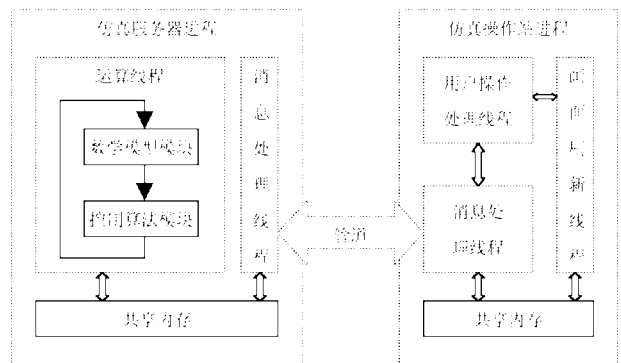 仿真服务器进程
运算线程
数学模型模块
控制算法模块
消息处理线程
共享内存
管道
仿真操作站进程
用户操作
处理线程
消息处
理线程
画面刷新线程
共享内存